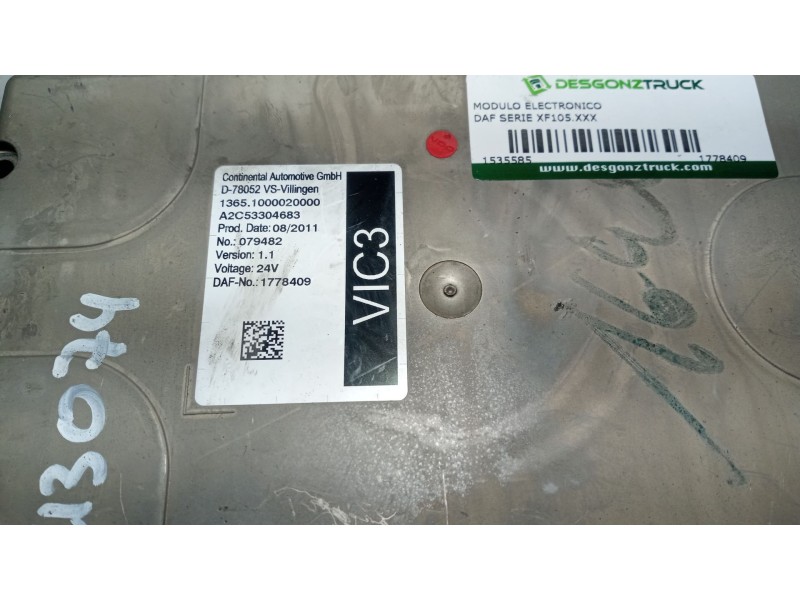 DESGONZTRUCK
MODULO ELECTRONICO
DAF SERIE XF105.XXX
1535585 1778409
www.desgonztruck.com
Continental Automotive GmbH
D-78052 VS-Villingen
1365.1000020000
A2C53304683
Prod. Date: 08/2011
No.: 079482
Version: 1.1
Voltage: 24V
DAF-No.: 1778409
VIC3
13074